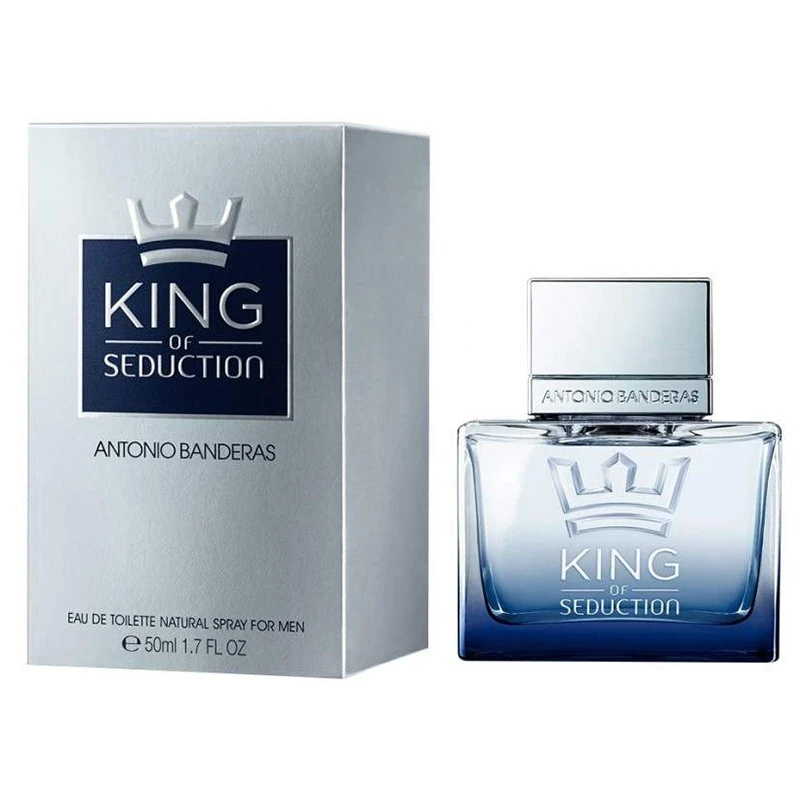 KING
OF
SEDUCTION
ANTONIO BANDERAS
EAU DE TOILETTE NATURAL SPRAY FOR MEN
℮ 50ml 1.7 FL OZ
ANTONIO BANDERAS
KING
OF
SEDUCTION